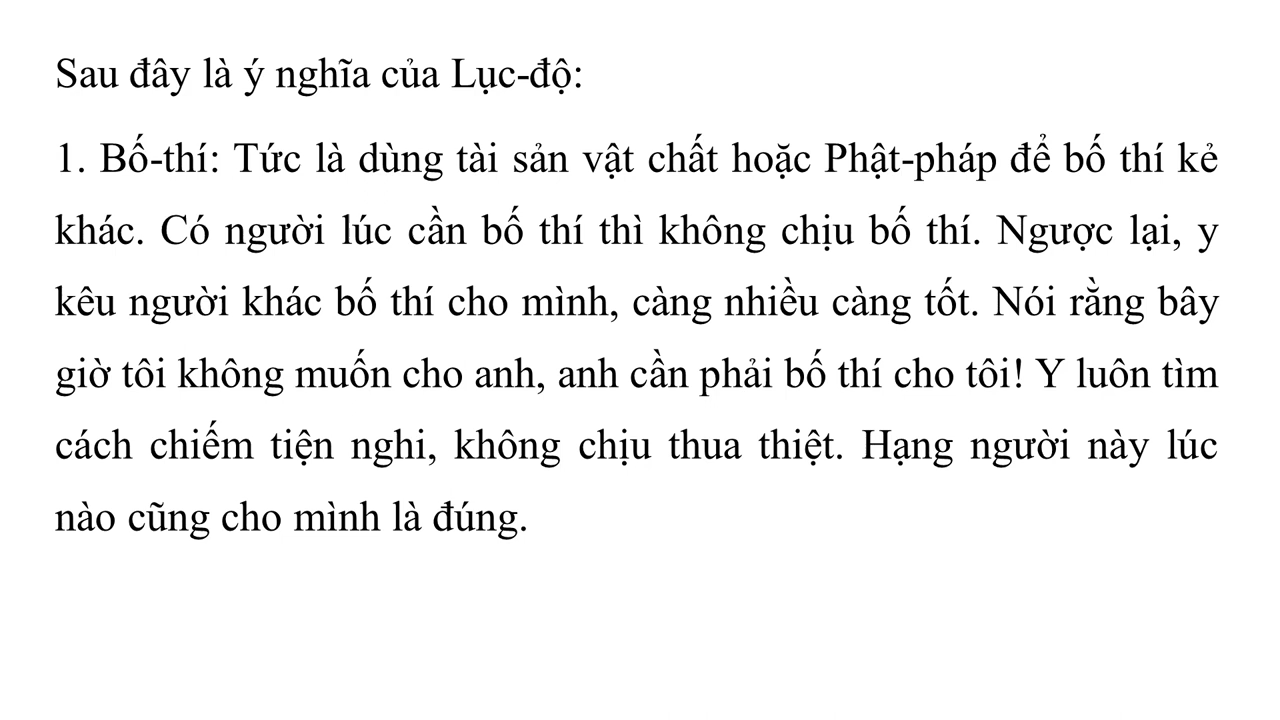 Sau đây là ý nghĩa của Lục-độ:
1. Bố-thí: Tức là dùng tài sản vật chất hoặc Phật-pháp để bố thí kẻ
khác. Có người lúc cần bố thí thì không chịu bố thí. Ngược lại, y
kêu người khác bố thí cho mình, càng nhiều càng tốt. Nói rằng bây
giờ tôi không muốn cho anh, anh cần phải bố thí cho tôi! Y luôn tìm
cách chiếm tiện nghi, không chịu thua thiệt. Hạng người này lúc
nào cũng cho mình là đúng.